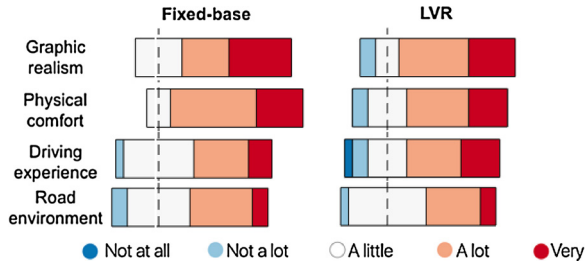 Fixed-base LVR
Graphic
realism
Physical
comfort
Driving
experience
Road
environment
Not at all Not a lot A little A lot Very